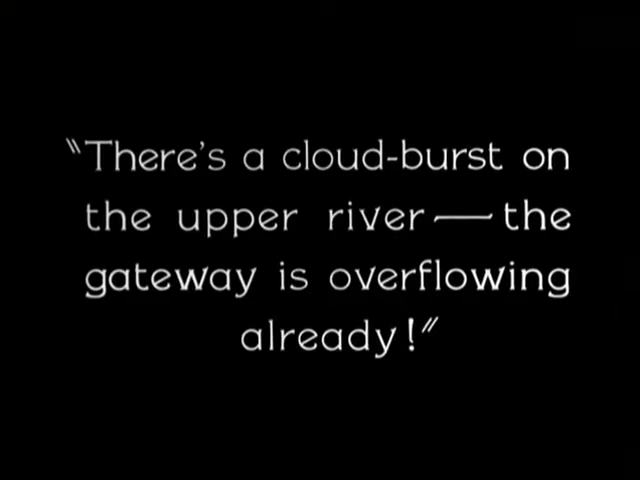 "There's a cloud-burst on
the upper river — the
gateway is overflowing
already!"